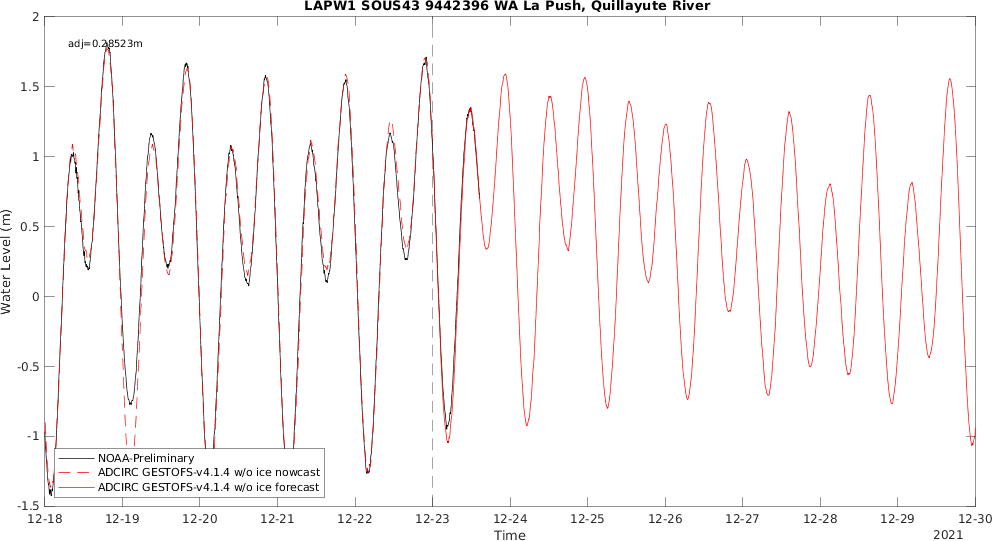 LAPW1 SOUS43 9442396 WA La Push, Quillayute River
adj=0.28523m
Water Level (m)
2
1.5
1
0.5
0
-0.5
-1
-1.5
NOAA-Preliminary
ADCIRC GESTOFS-v4.1.4 w/o ice nowcast
ADCIRC GESTOFS-v4.1.4 w/o ice forecast
12-18 12-19 12-20 12-21 12-22 12-23 12-24 12-25 12-26 12-27 12-28 12-29 12-30
Time
2021